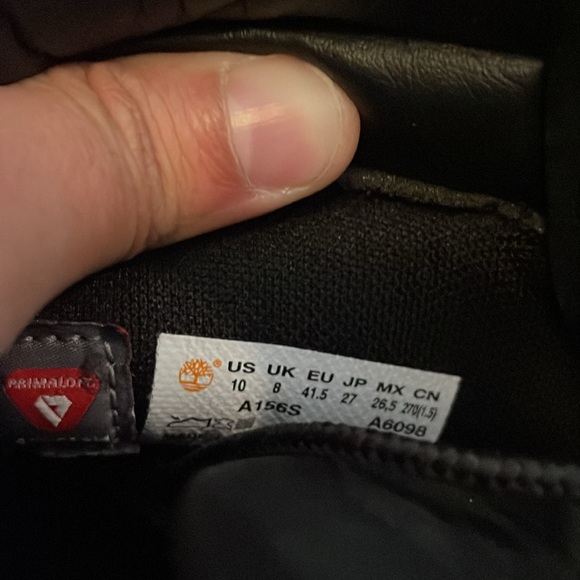 PRIMALOFT
US UK EU JP MX CN
10 8 41.5 27 26,5 270(1.5)
A156S A6098